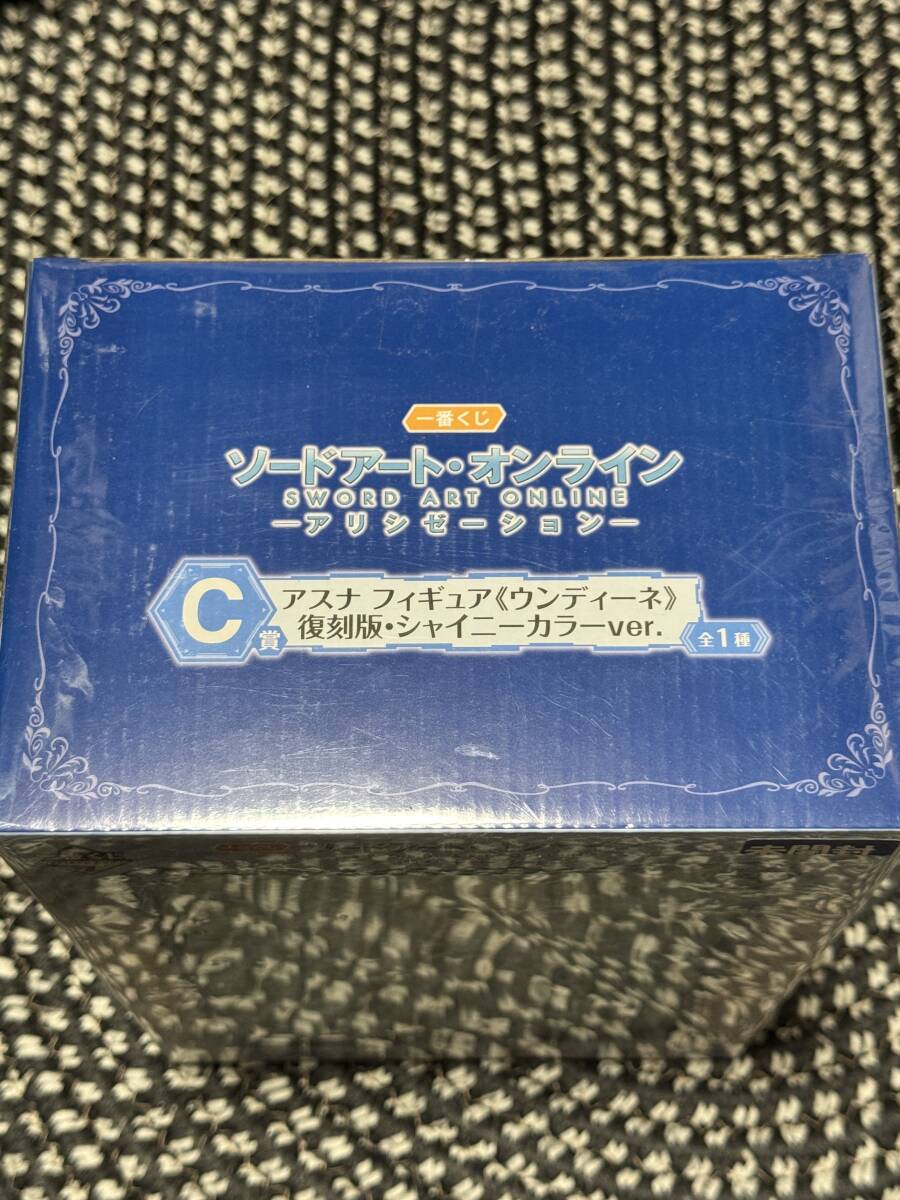 一番くじ
ソードアート・オンライン
SWORD ART ONLINE
ーアリシゼーションー
C賞
アスナ フィギュア《ウンディーネ》
復刻版・シャイニーカラーver.
全1種
未開封